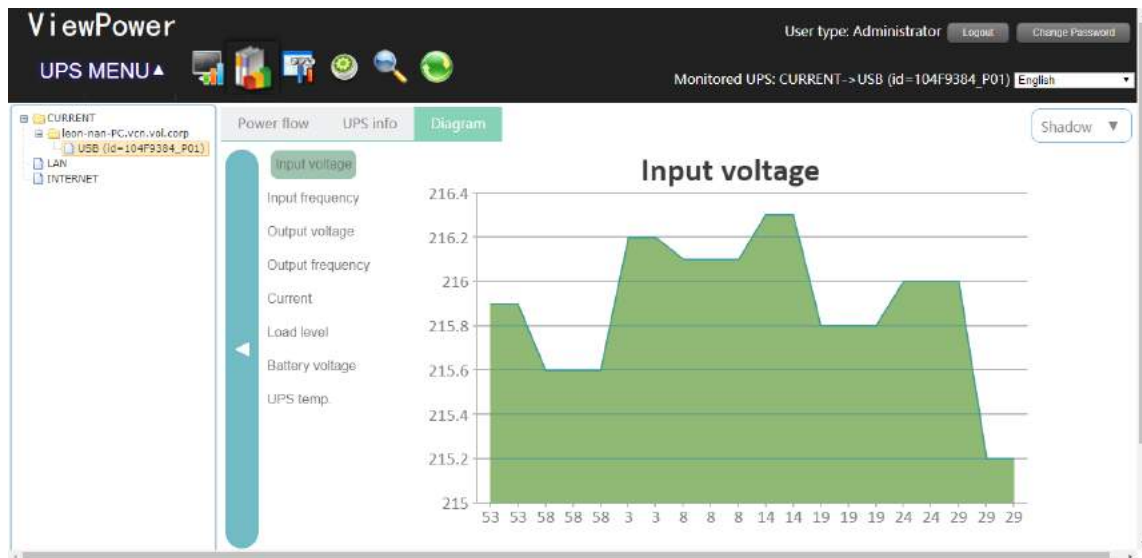 ViewPower
User type: Administrator Logout Change Password
UPS MENU▲
Monitored UPS: CURRENT->USB (id=104F9384_P01) English
CURRENT
leon-nan-PC.vcn.vol.corp
USB (id=104F9384_P01)
LAN
INTERNET
Power flow UPS info Diagram
Shadow ▼
Input voltage
Input frequency
Output voltage
Output frequency
Current
Load level
Battery voltage
UPS temp.
Input voltage
216.4
216.2
216
215.8
215.6
215.4
215.2
215
53 53 58 58 58 3 3 8 8 8 14 14 19 19 19 24 24 29 29 29